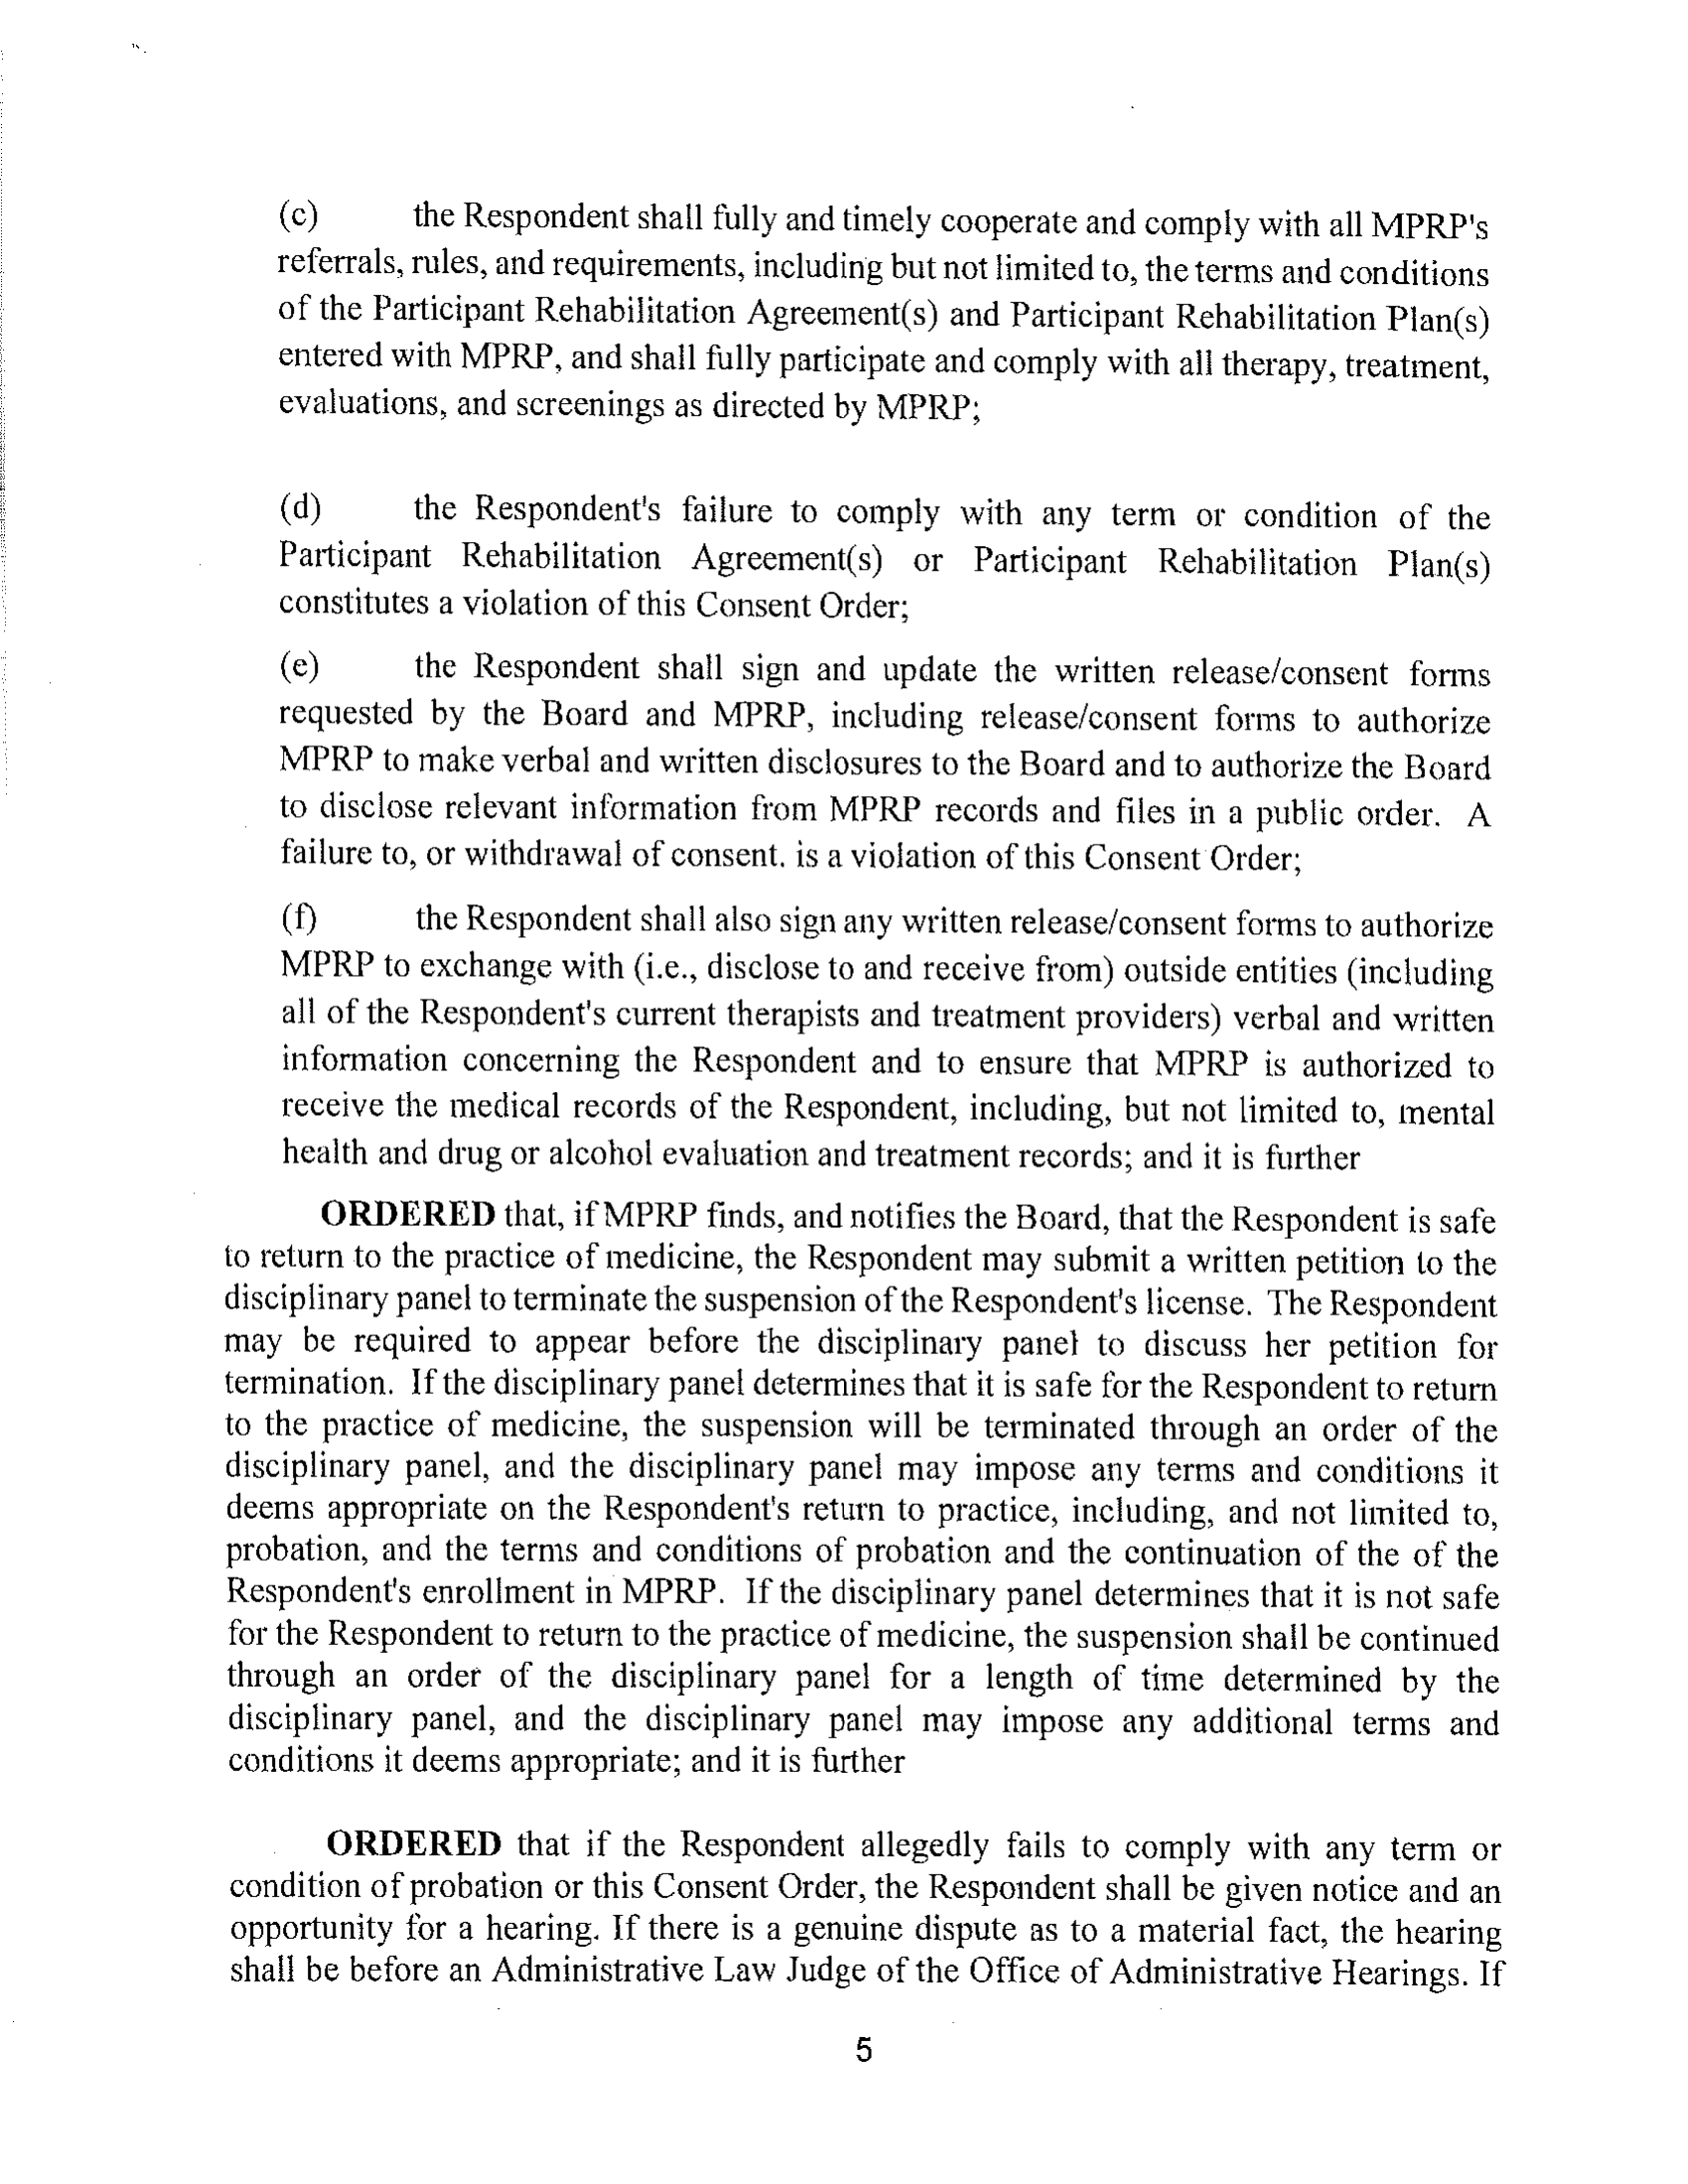 (c) the Respondent shall fully and timely cooperate and comply with all MPRP's
referrals, rules, and requirements, including but not limited to, the terms and conditions
of the Participant Rehabilitation Agreement(s) and Participant Rehabilitation Plan(s)
entered with MPRP, and shall fully participate and comply with all therapy, treatment,
evaluations, and screenings as directed by MPRP;
(d) the Respondent's failure to comply with any term or condition of the
Participant Rehabilitation Agreement(s) or Participant Rehabilitation Plan(s)
constitutes a violation of this Consent Order;
(e) the Respondent shall sign and update the written release/consent forms
requested by the Board and MPRP, including release/consent forms to authorize
MPRP to make verbal and written disclosures to the Board and to authorize the Board
to disclose relevant information from MPRP records and files in a public order. A
failure to, or withdrawal of consent. is a violation of this Consent Order;
(f) the Respondent shall also sign any written release/consent forms to authorize
MPRP to exchange with (i.e., disclose to and receive from) outside entities (including
all of the Respondent's current therapists and treatment providers) verbal and written
information concerning the Respondent and to ensure that MPRP is authorized to
receive the medical records of the Respondent, including, but not limited to, mental
health and drug or alcohol evaluation and treatment records; and it is further
ORDERED that, if MPRP finds, and notifies the Board, that the Respondent is safe
to return to the practice of medicine, the Respondent may submit a written petition to the
disciplinary panel to terminate the suspension of the Respondent's license. The Respondent
may be required to appear before the disciplinary panel to discuss her petition for
termination. If the disciplinary panel determines that it is safe for the Respondent to return
to the practice of medicine, the suspension will be terminated through an order of the
disciplinary panel, and the disciplinary panel may impose any terms and conditions it
deems appropriate on the Respondent's return to practice, including, and not limited to,
probation, and the terms and conditions of probation and the continuation of the of the
Respondent's enrollment in MPRP. If the disciplinary panel determines that it is not safe
for the Respondent to return to the practice of medicine, the suspension shall be continued
through an order of the disciplinary panel for a length of time determined by the
disciplinary panel, and the disciplinary panel may impose any additional terms and
conditions it deems appropriate; and it is further
ORDERED that if the Respondent allegedly fails to comply with any term or
condition of probation or this Consent Order, the Respondent shall be given notice and an
opportunity for a hearing. If there is a genuine dispute as to a material fact, the hearing
shall be before an Administrative Law Judge of the Office of Administrative Hearings. If
5